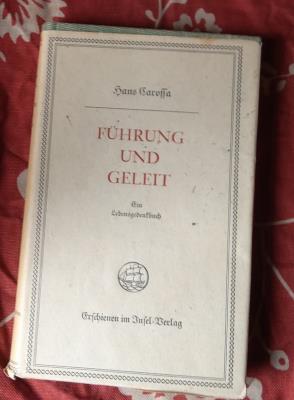 Hans Carossa
FÜHRUNG
UND
GELEIT
Ein
Lebensgedenkbuch
Erschienen im Insel-Verlag